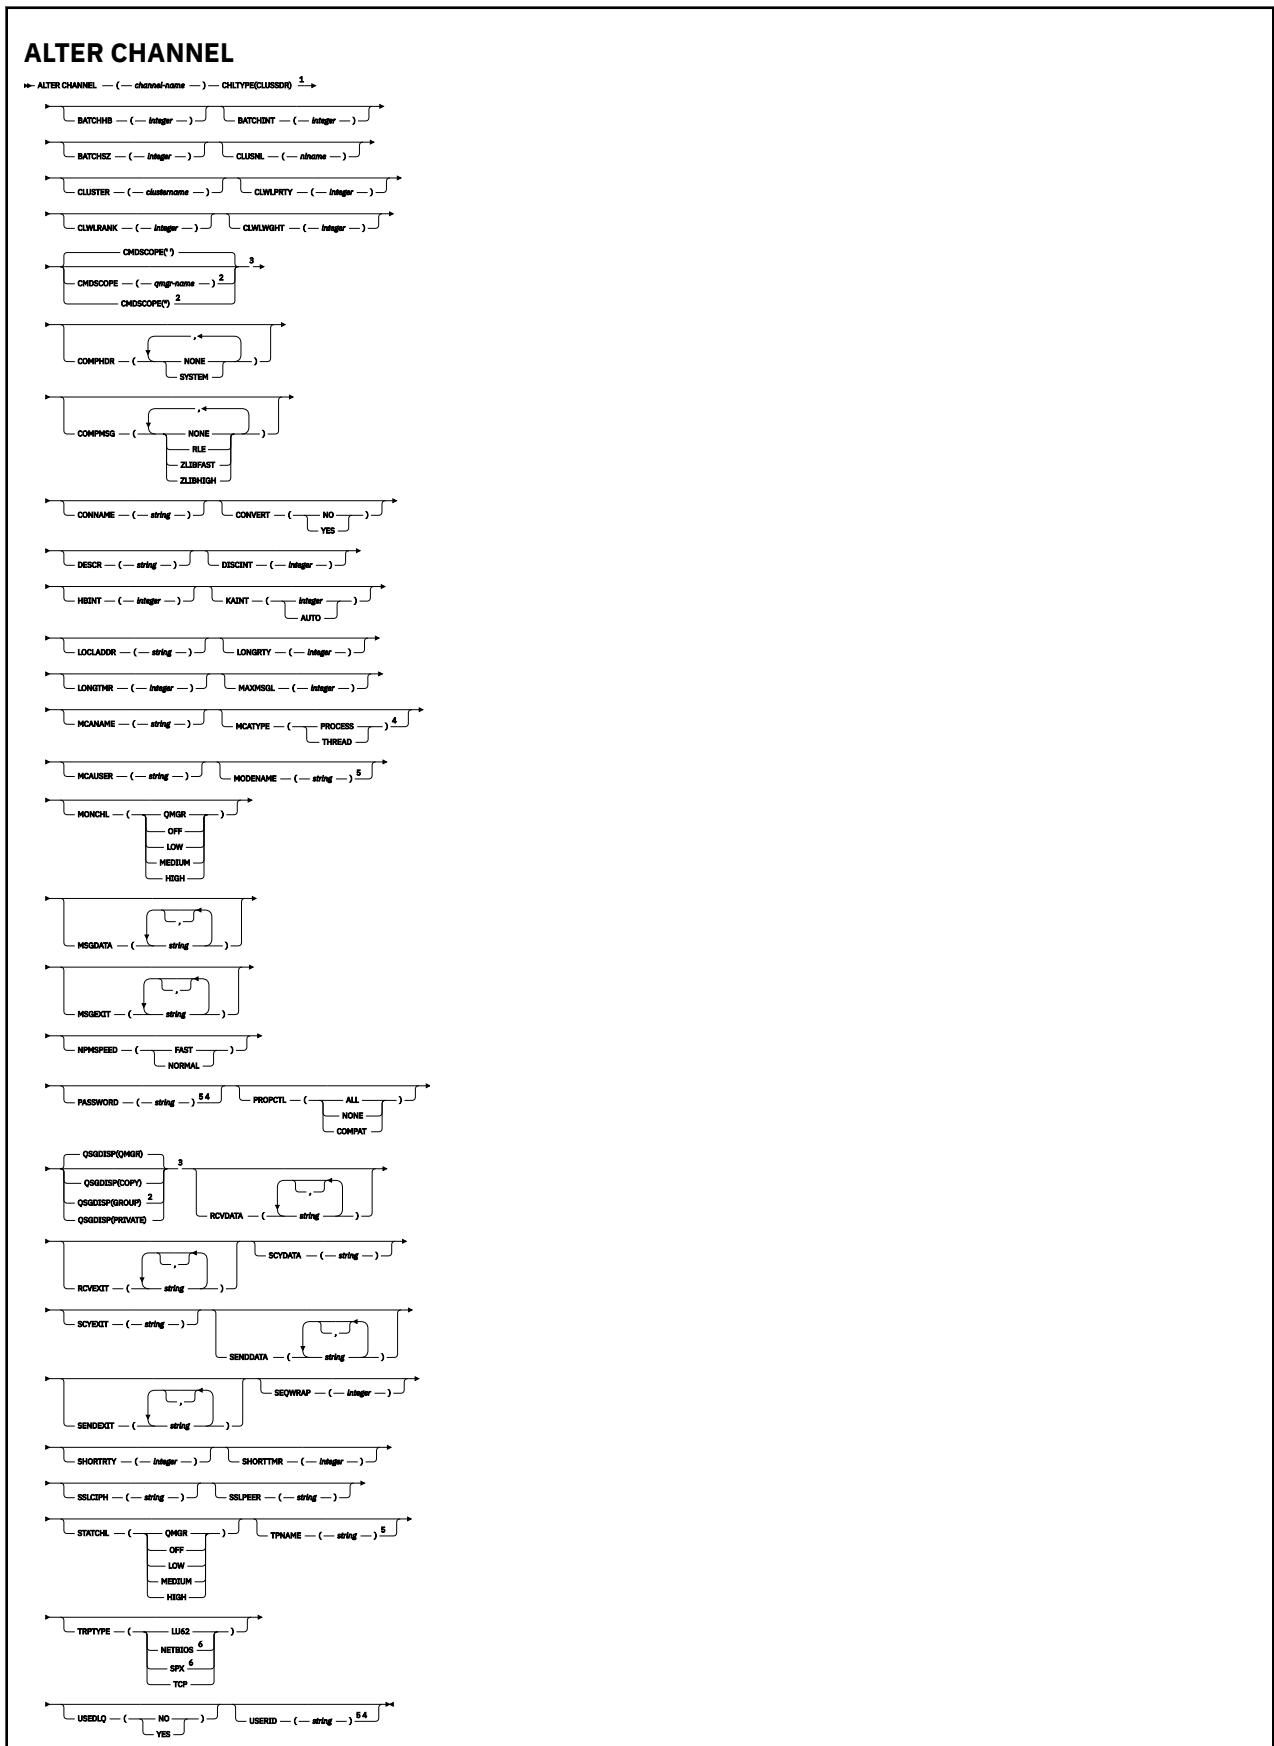 ALTER CHANNEL
ALTER CHANNEL ( channel-name ) CHLTYPE(CLUSSDR) 1
BATCHHB ( integer ) BATCHINT ( integer )
BATCHSZ ( integer ) CLUSNL ( nlname )
CLUSTER ( clustername ) CLWLPRTY ( integer )
CLWLRANK ( integer ) CLWLWGHT ( integer )
CMDSCOPE(' ')
3
CMDSCOPE ( qmgr-name ) 2
CMDSCOPE(*) 2
,
COMPHDR ( NONE )
SYSTEM
,
COMPMSG ( NONE )
RLE
ZLIBFAST
ZLIBHIGH
CONNAME ( string ) CONVERT ( NO )
YES
DESCR ( string ) DISCINT ( integer )
HBINT ( integer ) KAINT ( integer )
AUTO
LOCLADDR ( string ) LONGRTY ( integer )
LONGTMR ( integer ) MAXMSGL ( integer )
MCANAME ( string ) MCATYPE ( PROCESS ) 4
THREAD
MCAUSER ( string ) MODENAME ( string ) 5
MONCHL ( QMGR )
OFF
LOW
MEDIUM
HIGH
,
MSGDATA ( string )
,
MSGEXIT ( string )
NPMSPEED ( FAST )
NORMAL
PASSWORD ( string ) 5 4 PROPCTL ( ALL )
NONE
COMPAT
QSGDISP(QMGR)
3
QSGDISP(COPY)
QSGDISP(GROUP) 2
,
QSGDISP(PRIVATE) RCVDATA ( string )
,
SCYDATA ( string )
RCVEXIT ( string )
SCYEXIT ( string )
,
SENDDATA ( string )
,
SEQWRAP ( integer )
SENDEXIT ( string )
SHORTRTY ( integer ) SHORTTMR ( integer )
SSLCIPH ( string ) SSLPEER ( string )
STATCHL ( QMGR ) TPNAME ( string ) 5
OFF
LOW
MEDIUM
HIGH
TRPTYPE ( LU62 )
NETBIOS 6
SPX 6
TCP
USEDLQ ( NO ) USERID ( string ) 5 4
YES